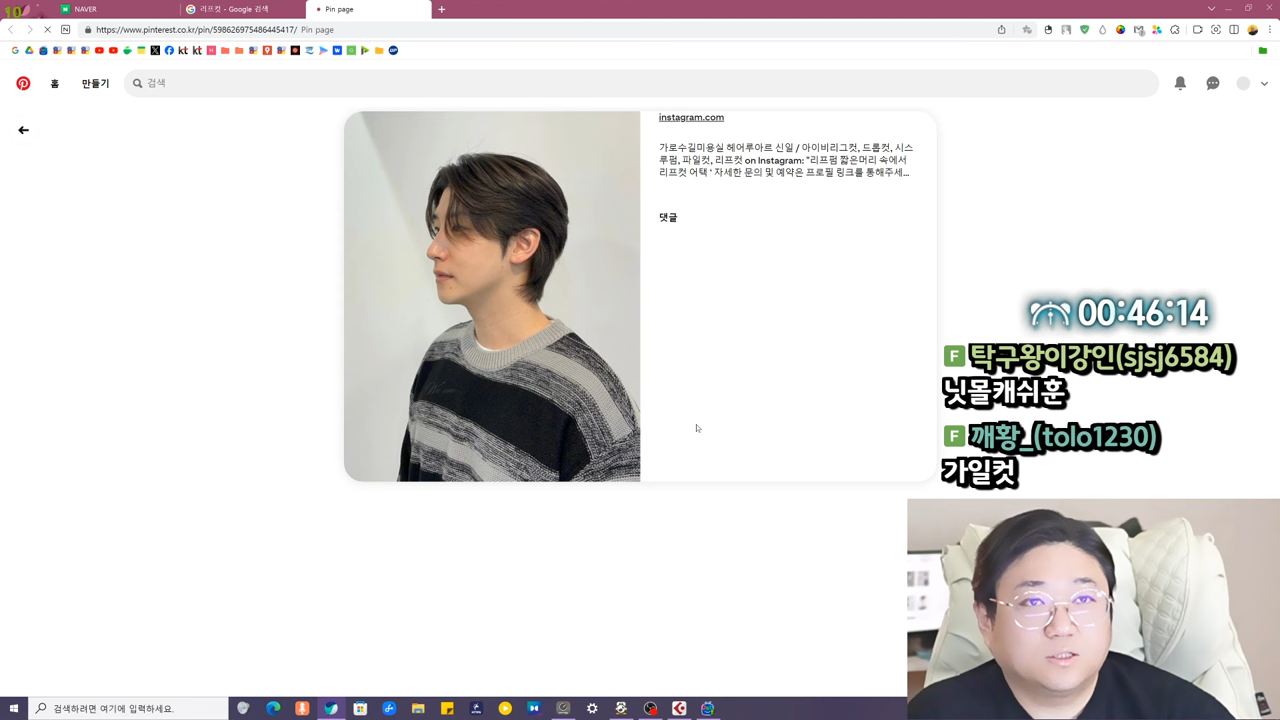 10
NAVER
리프컷 - Google 검색
Pin page
https://www.pinterest.co.kr/pin/598626975486445417/ Pin page
kt kt
홈 만들기 검색
instagram.com
가로수길미용실 헤어루아르 신일 / 아이비리그컷, 드롭컷, 시스
루펌, 파일컷, 리프컷 on Instagram: "리프펌 짧은머리 속에서
리프컷 어택 ' 자세한 문의 및 예약은 프로필 링크를 통해주세...
댓글
00:46:14
F 탁구왕이강인(sjsj6584)
닛몰캐쉬훈
F 깨황_(tolo1230)
가일컷
검색하려면 여기에 입력하세요.